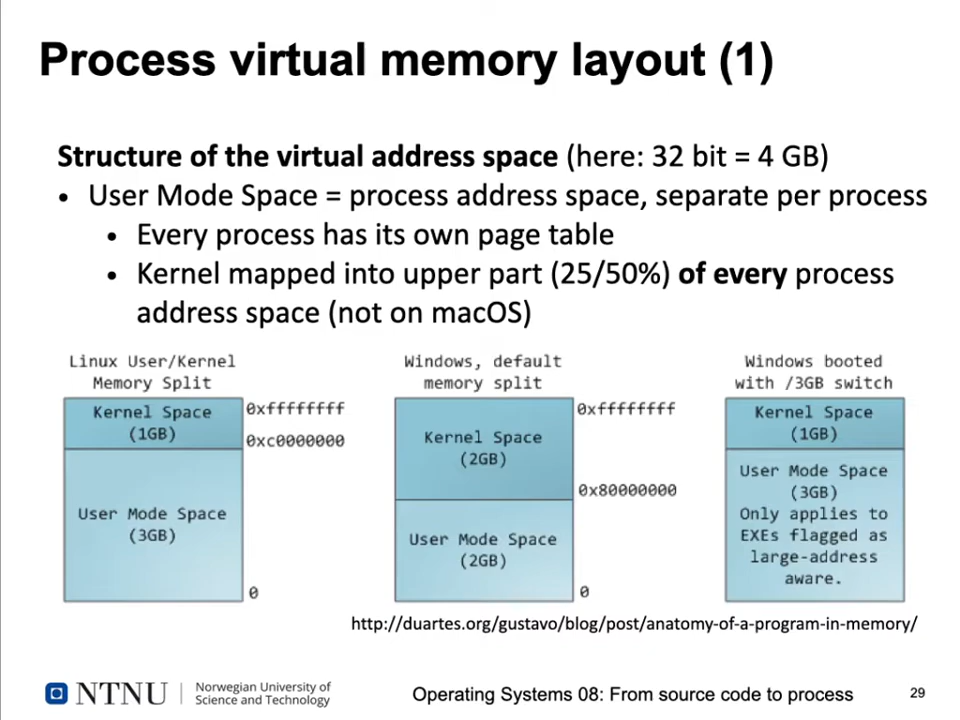 Process virtual memory layout (1)
Structure of the virtual address space (here: 32 bit = 4 GB)
• User Mode Space = process address space, separate per process
• Every process has its own page table
• Kernel mapped into upper part (25/50%) of every process
address space (not on macOS)
Linux User/Kernel
Memory Split
Kernel Space
(1GB)
0xffffffff
0xc0000000
User Mode Space
(3GB)
0
Windows, default
memory split
Kernel Space
(2GB)
0xffffffff
0x80000000
User Mode Space
(2GB)
0
Windows booted
with /3GB switch
Kernel Space
(1GB)
User Mode Space
(3GB)
Only applies to
EXEs flagged as
large-address
aware.
http://duartes.org/gustavo/blog/post/anatomy-of-a-program-in-memory/
NTNU
Norwegian University of
Science and Technology
Operating Systems 08: From source code to process
29